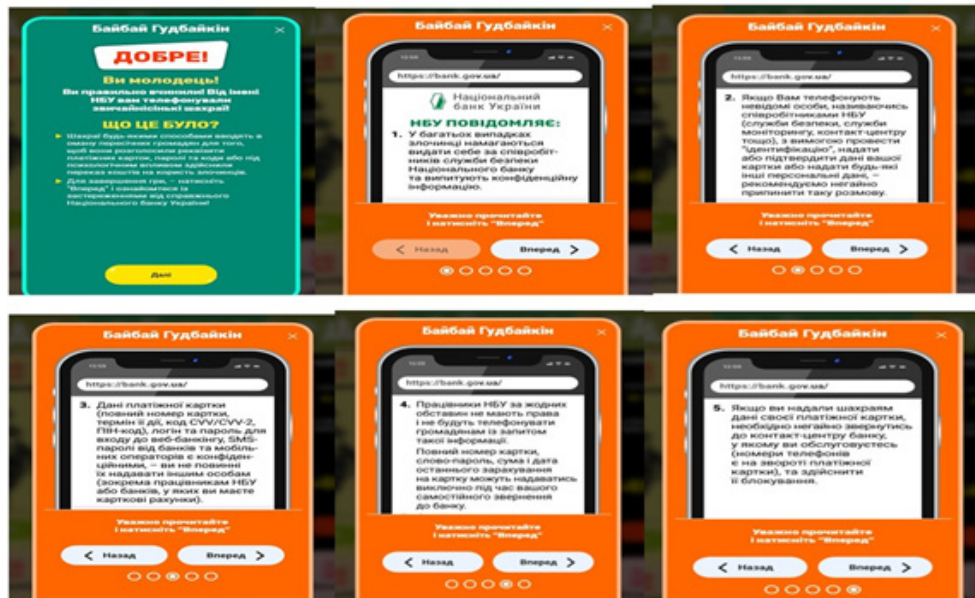 Байбай Гудбайкін ×
ДОБРЕ!
Ви молодець!
Ви правильно вчинили! Від імені
НБУ вам телефонували
звичайнісінькі шахраї!
ЩО ЦЕ БУЛО?
Шахраї будь-якими способами вводять в
оману пересічних громадян для того,
щоб вони розголосили реквізити
платіжних карток, паролі та коди або під
психологічним впливом здійснили
переказ коштів на користь злочинців.
Для завершення гри, – натисніть
"Вперед" і ознайомтеся із
застереженнями від справжнього
Національного банку України!
Далі
Байбай Гудбайкін ×
https://bank.gov.ua/
Національний
банк України
НБУ ПОВІДОМЛЯЄ:
1. У багатьох випадках
злочинці намагаються
видати себе за співробіт-
ників служби безпеки
Національного банку
та випитують конфіденційну
інформацію.
Уважно прочитайте
і натисніть "Вперед"
< Назад
Вперед >
Байбай Гудбайкін ×
https://bank.gov.ua/
2. Якщо Вам телефонують
невідомі особи, називаючись
співробітниками НБУ
(служби безпеки, служби
моніторингу, контакт-центру
тощо), з вимогою провести
"ідентифікацію", надати
або підтвердити дані вашої
картки або надати будь-які
інші персональні дані, –
рекомендуємо негайно
припинити таку розмову.
Уважно прочитайте
і натисніть "Вперед"
< Назад
Вперед >
Байбай Гудбайкін ×
https://bank.gov.ua/
3. Дані платіжної картки
(повний номер картки,
термін її дії, код CVV/CVV-2,
ПІН-код), логін та пароль для
входу до веб-банкінгу, SMS-
паролі від банків та мобіль-
них операторів є конфіден-
ційними, – ви не повинні
їх надавати іншим особам
(зокрема працівникам НБУ
або банків, у яких ви маєте
карткові рахунки).
Уважно прочитайте
і натисніть "Вперед"
< Назад
Вперед >
Байбай Гудбайкін ×
https://bank.gov.ua/
4. Працівники НБУ за жодних
обставин не мають права
і не будуть телефонувати
громадянам із запитом
такої інформації.
Повний номер картки,
слово-пароль, сума і дата
останнього зарахування
на картку можуть надаватись
виключно під час вашого
самостійного звернення
до банку.
Уважно прочитайте
і натисніть "Вперед"
< Назад
Вперед >
Байбай Гудбайкін ×
https://bank.gov.ua/
5. Якщо ви надали шахраям
дані своєї платіжної картки,
необхідно негайно звернутись
до контакт-центру банку,
у якому ви обслуговуєтесь
(номери телефонів
є на звороті платіжної
картки), та здійснити
її блокування.
Уважно прочитайте
і натисніть "Вперед"
< Назад
Вперед >